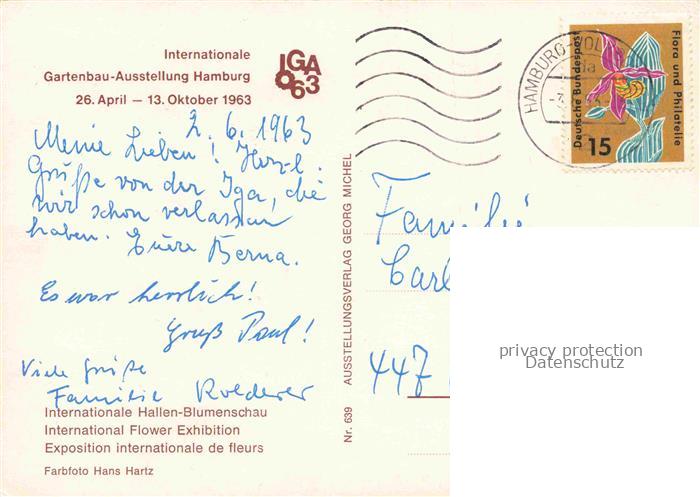 Internationale
Gartenbau-Ausstellung Hamburg
26. April — 13. Oktober 1963
IGA
63
2. 6. 1963
Meine Lieben! Herzl.
Grüße von der Iga, die
wir schon verlassen
haben. Eure Berna.
Es war herrlich!
Gruß Paul!
Viele Grüße
Familie Roederer
Internationale Hallen-Blumenschau
International Flower Exhibition
Exposition internationale de fleurs
Farbfoto Hans Hartz
Nr. 639 AUSSTELLUNGSVERLAG GEORG MICHEL
HAMBURG
Deutsche Bundespost
Flora und Philatelie
15
Familie
Carl
447
privacy protection
Datenschutz